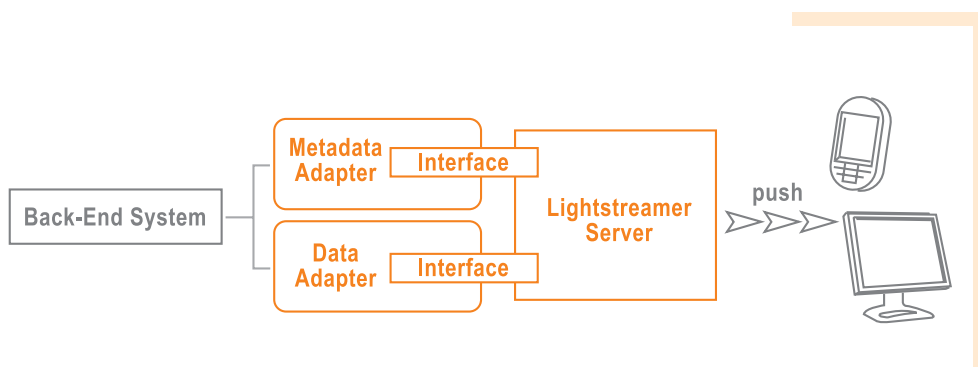 Back-End System
Metadata
Adapter
Interface
Data
Adapter
Interface
Lightstreamer
Server
push